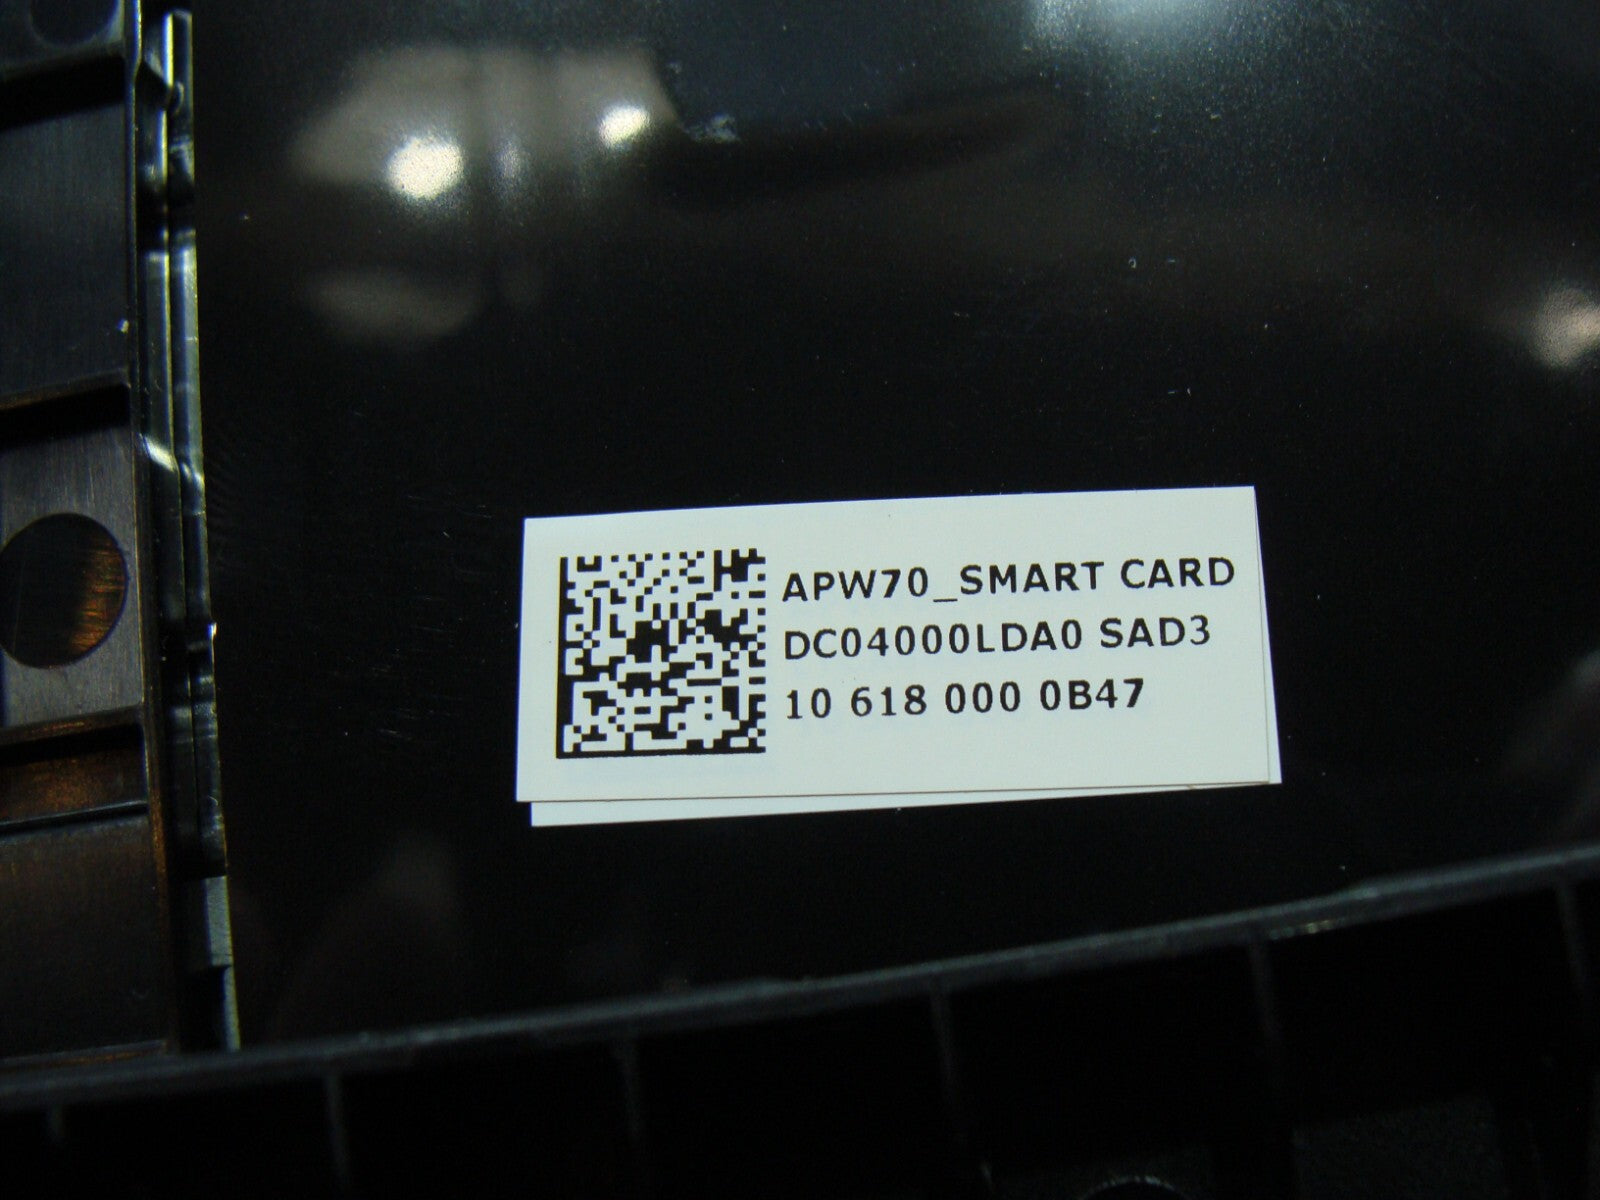 APW70_SMART CARD
DC04000LDA0 SAD3
10 618 000 0B47